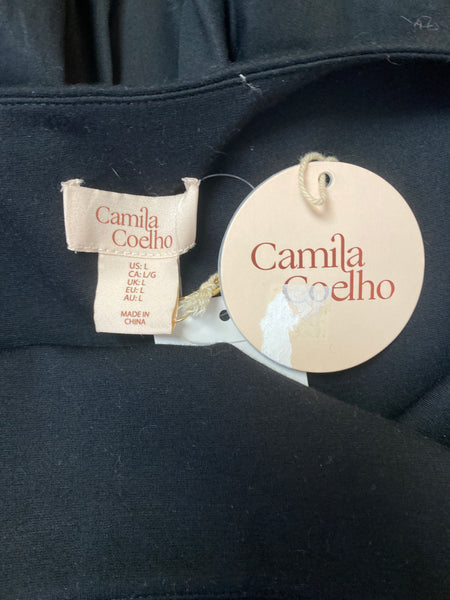 Camila
Coelho
US: L
CA: L/G
UK: L
EU: L
AU: L
MADE IN
CHINA
Camila
Coelho